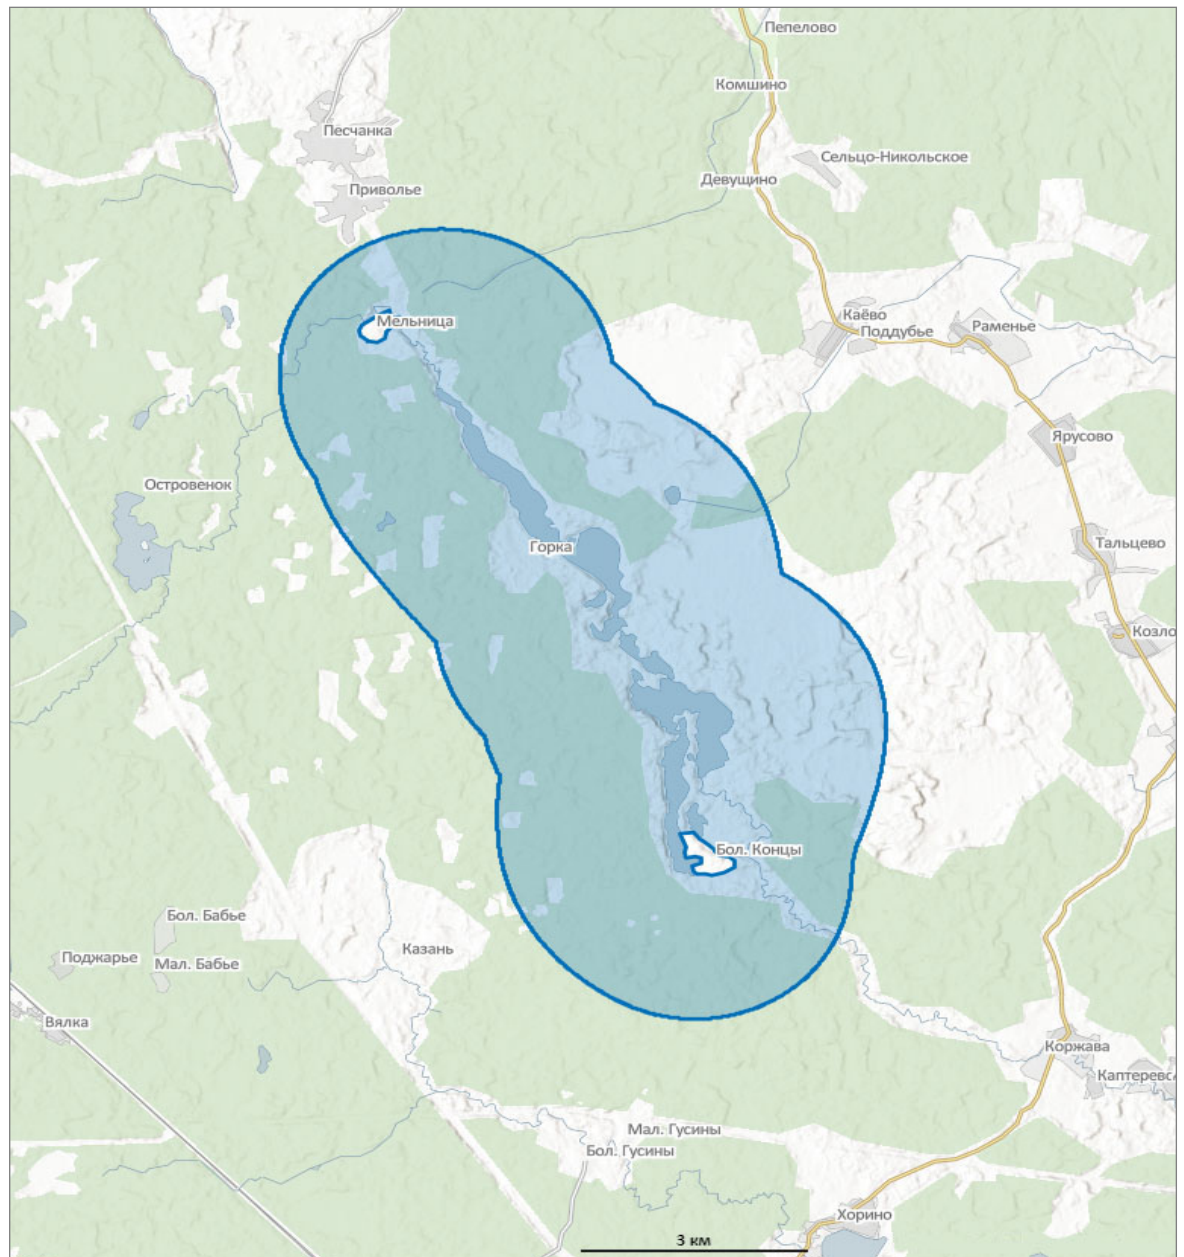 Пепелово
Комшино
Песчанка
Сельцо-Никольское
Девущино
Приволье
Мельница
Каёво
Поддубье
Раменье
Ярусово
Островенок
Горка
Тальцево
Козло
Бол. Концы
Бол. Бабье
Казань
Поджарье
Мал. Бабье
Вялка
Коржава
Каптеревс
Мал. Гусины
Бол. Гусины
Хорино
3 км